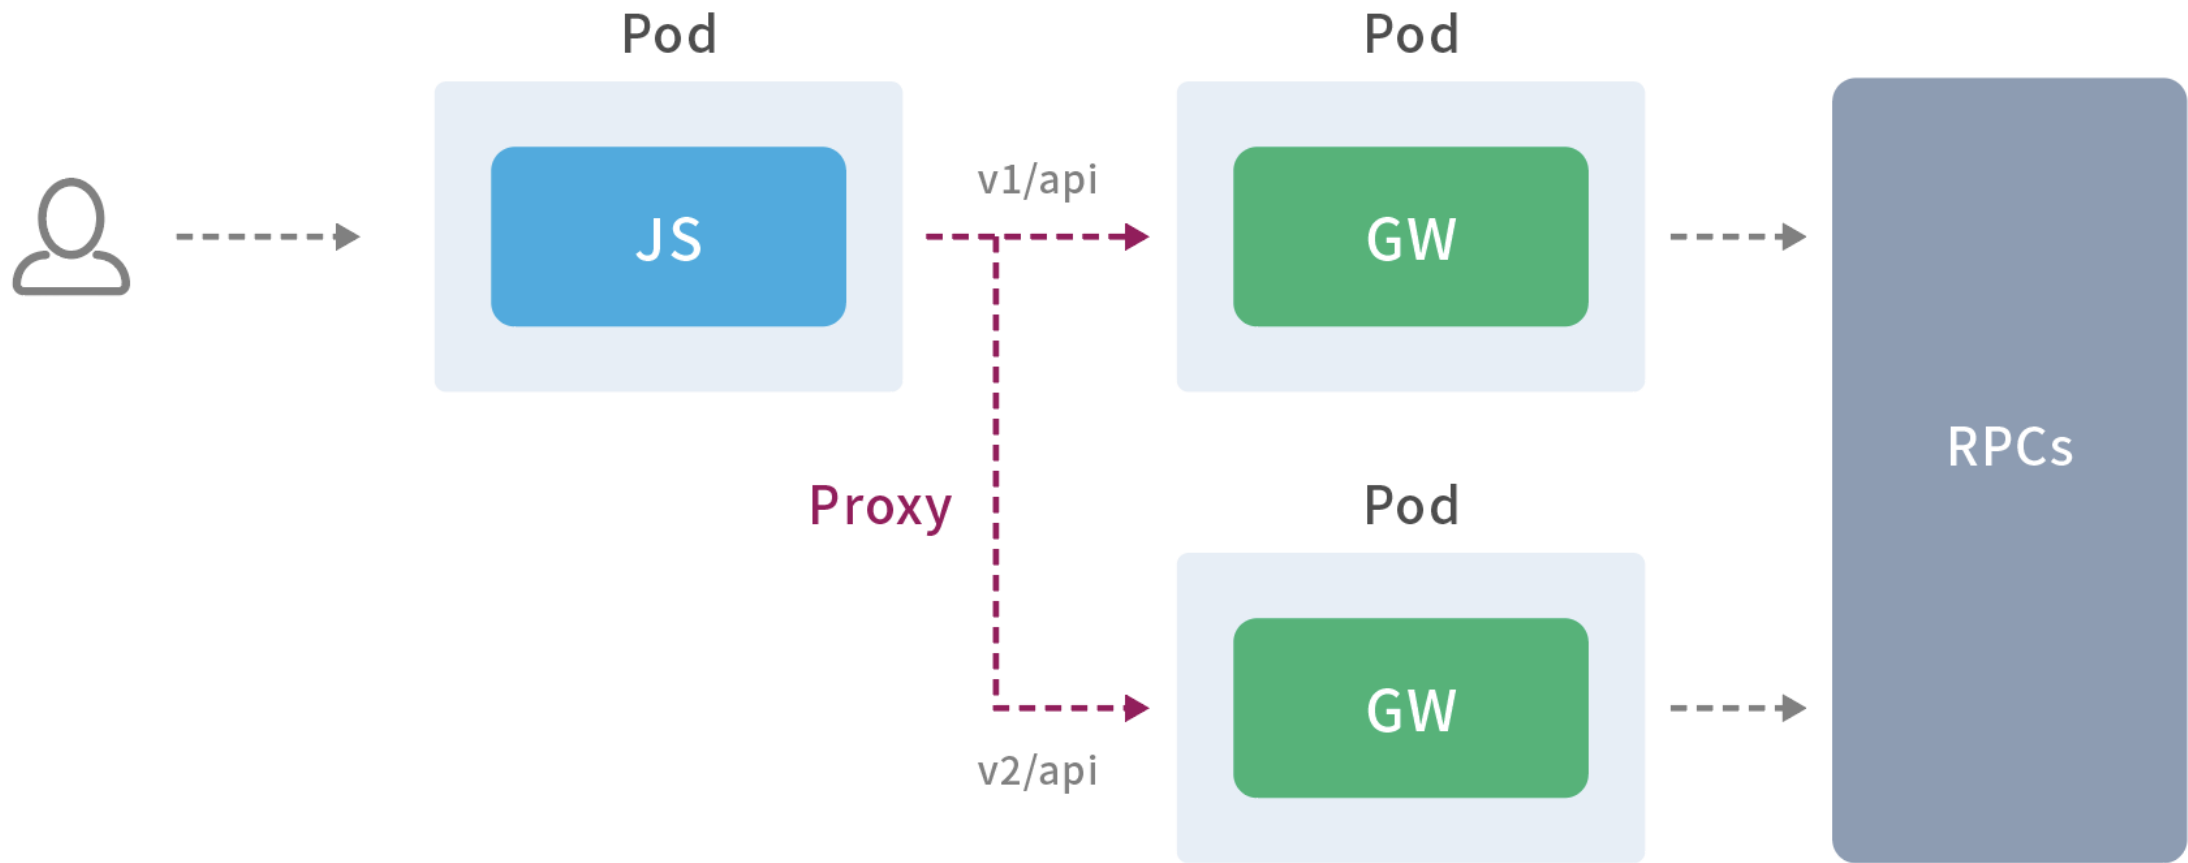 Pod
Pod
JS
v1/api
GW
RPCs
Proxy
Pod
GW
v2/api